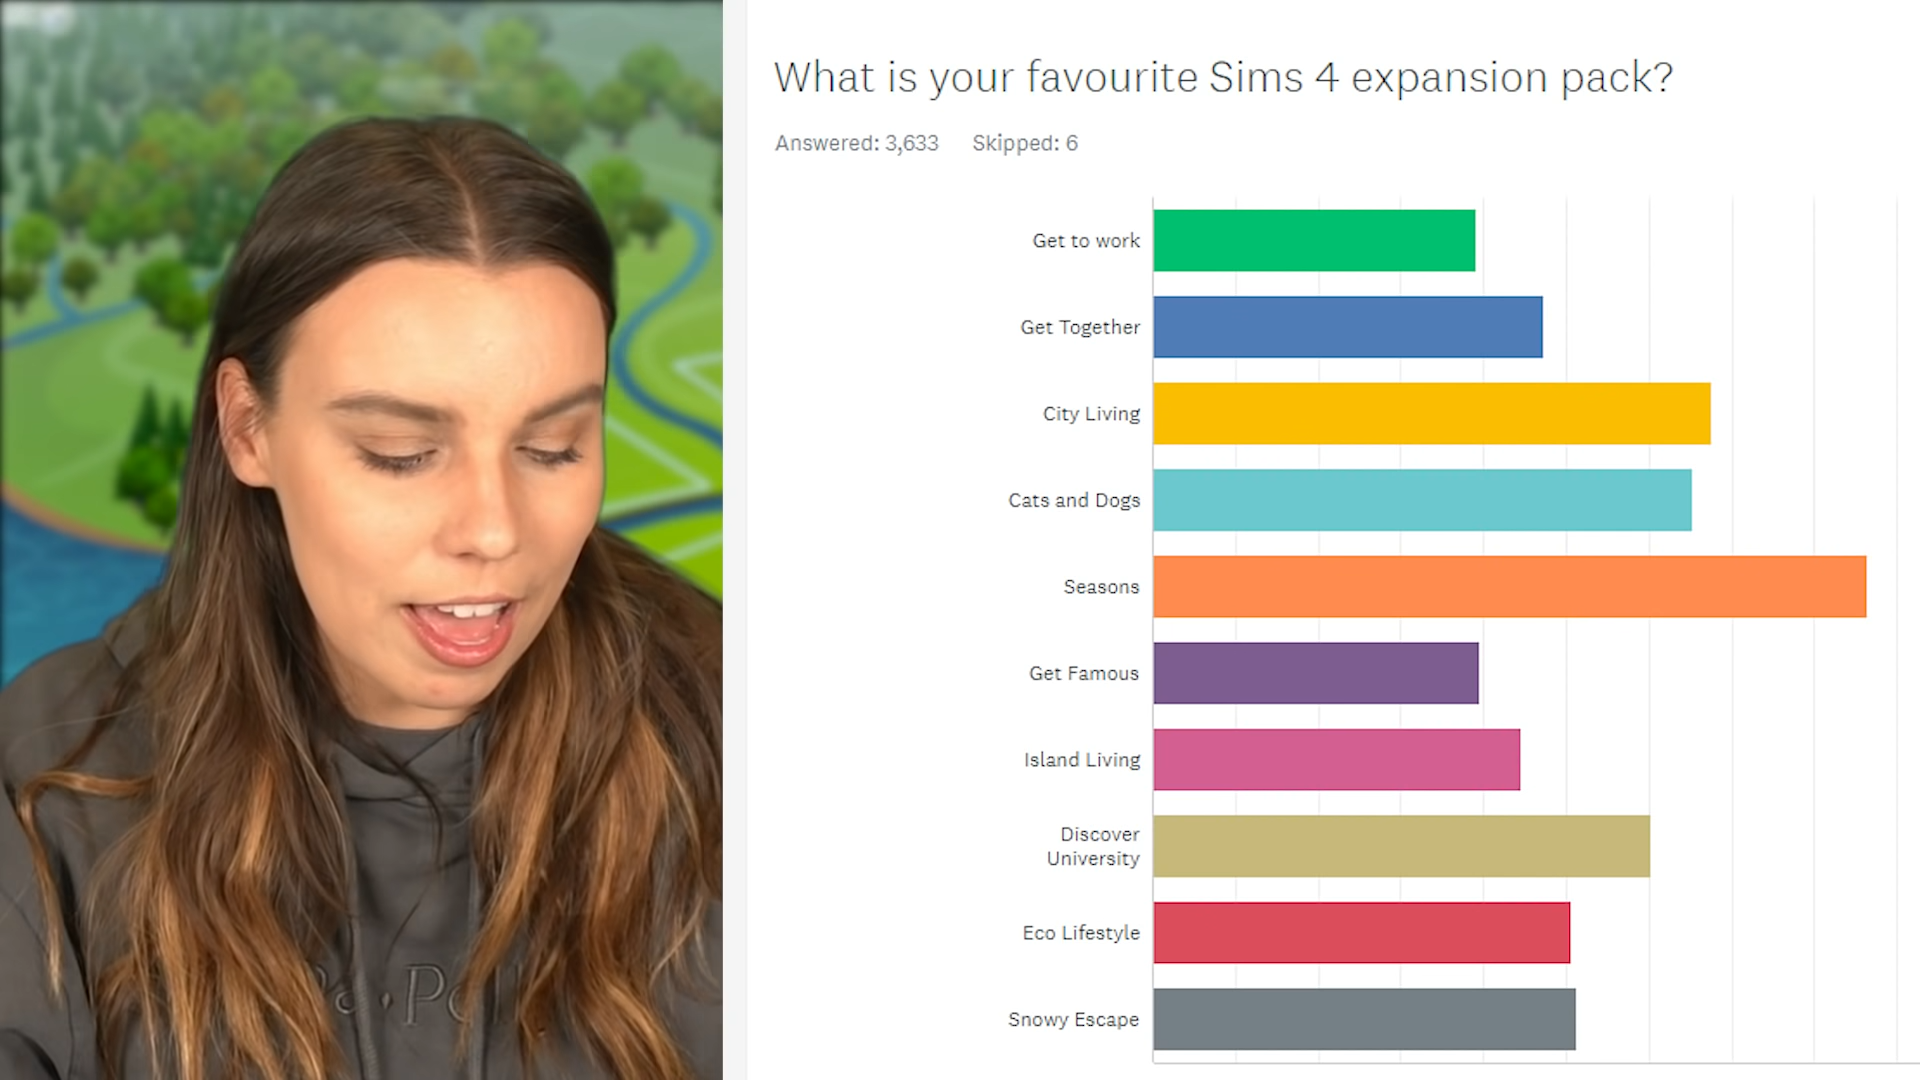 What is your favourite Sims 4 expansion pack?
Answered: 3,633 Skipped: 6
Get to work
Get Together
City Living
Cats and Dogs
Seasons
Get Famous
Island Living
Discover
University
Eco Lifestyle
Snowy Escape